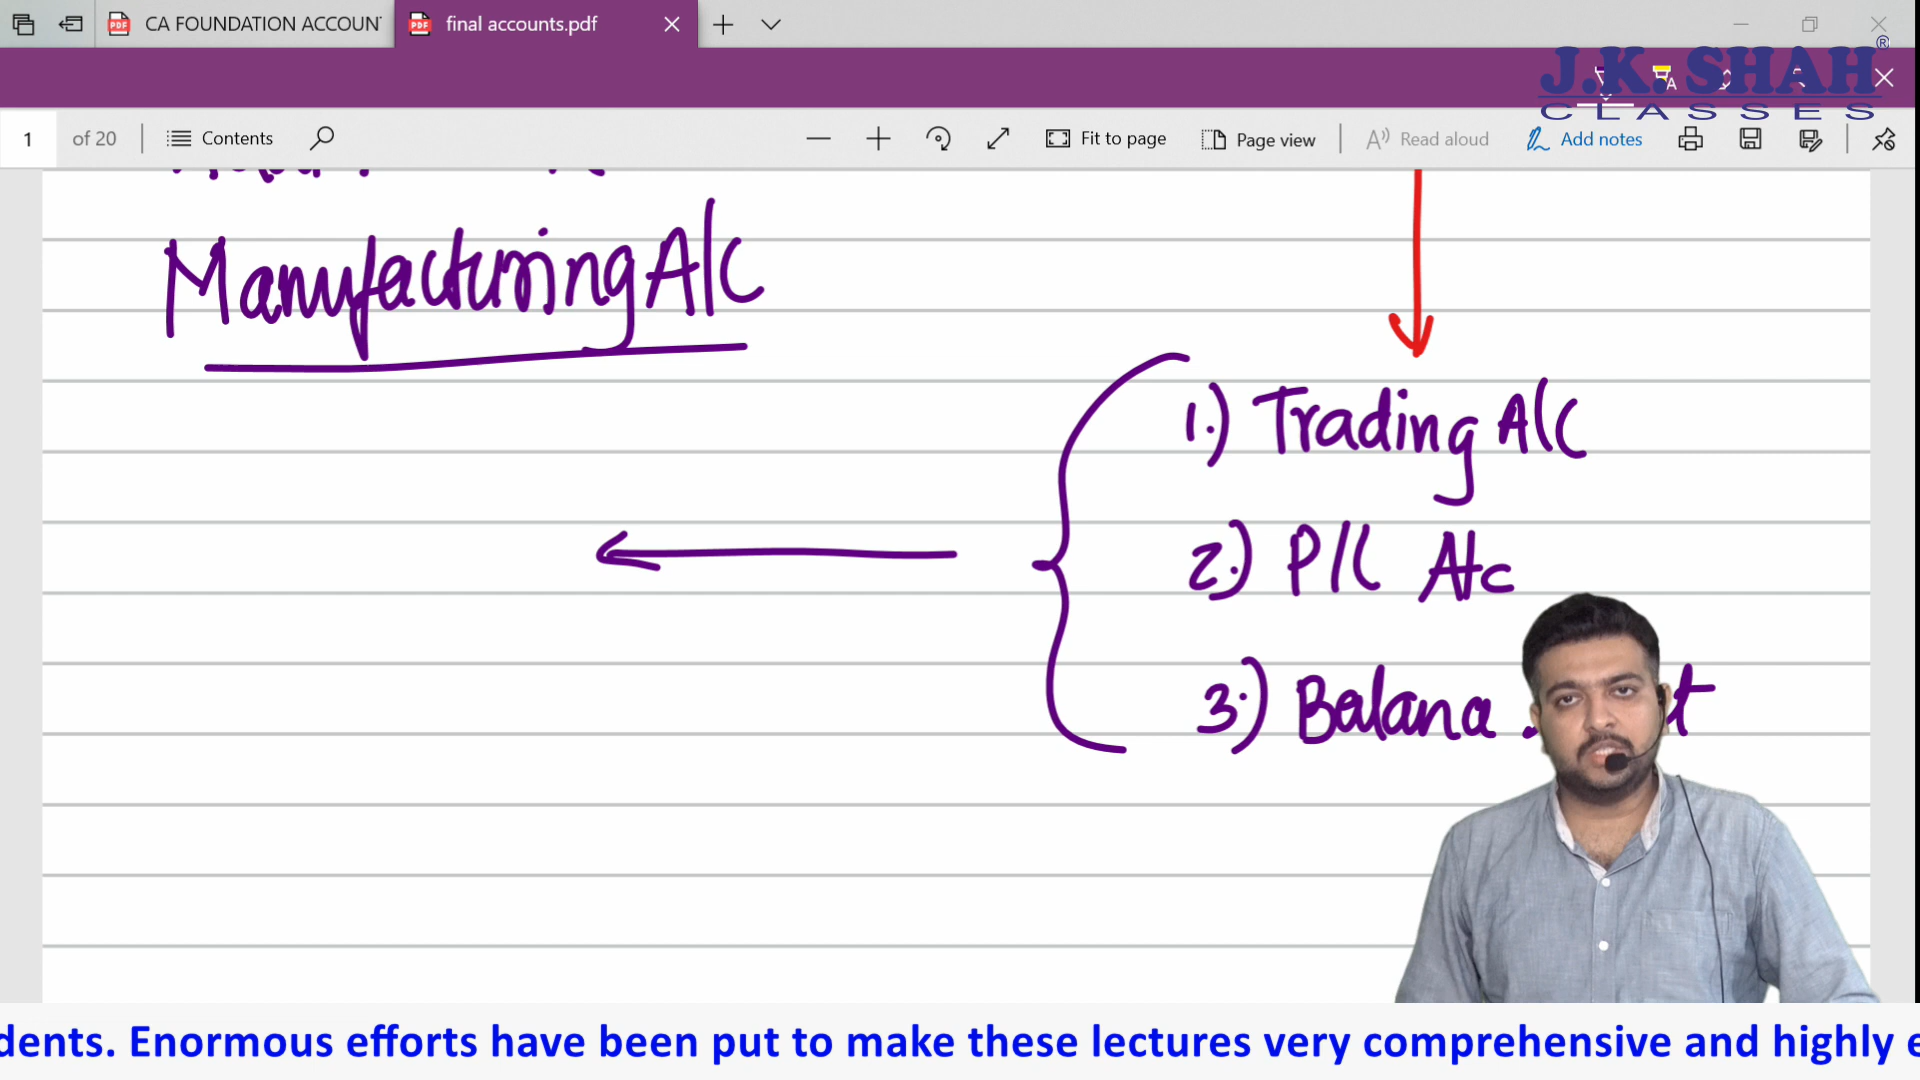 CA FOUNDATION ACCOUN
final accounts.pdf
J.K. SHAH®
CLASSES
1 of 20
Contents
Fit to page
Page view
Read aloud
Add notes
Manufacturing A/C
1.) Trading A/C
2.) P/L A/c
3.) Balana
dents. Enormous efforts have been put to make these lectures very comprehensive and highly e